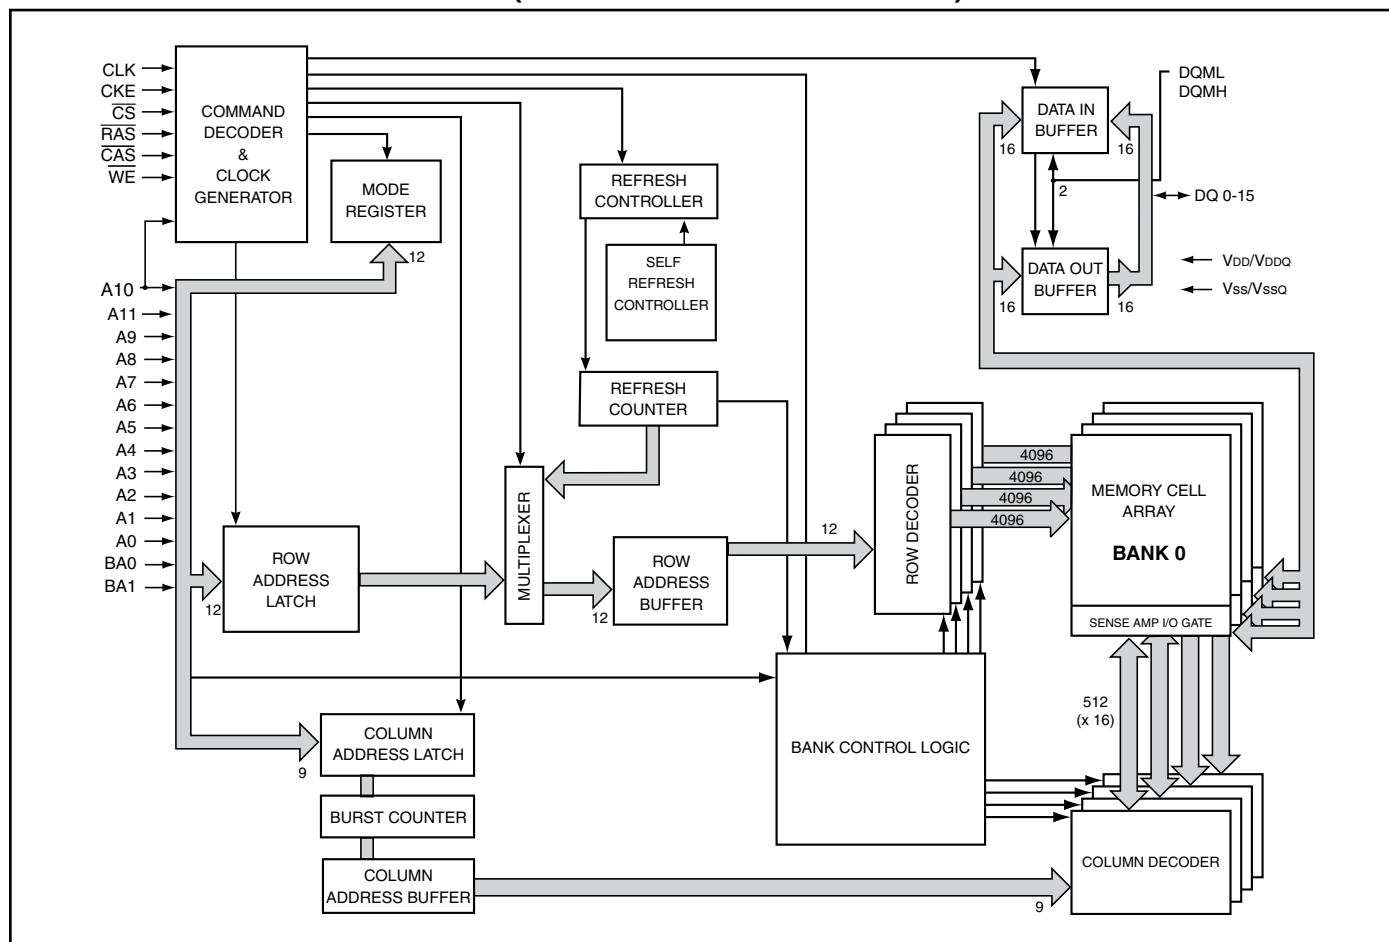 CLK
CKE
CS
RAS
CAS
WE
A10
A11
A9
A8
A7
A6
A5
A4
A3
A2
A1
A0
BA0
BA1
COMMAND
DECODER
&
CLOCK
GENERATOR
MODE
REGISTER
12
REFRESH
CONTROLLER
SELF
REFRESH
CONTROLLER
REFRESH
COUNTER
DATA IN
BUFFER
16
16
2
DQML
DQMH
DQ 0-15
DATA OUT
BUFFER
16
16
VDD/VDDQ
Vss/VssQ
ROW
ADDRESS
LATCH
12
MULTIPLEXER
12
ROW
ADDRESS
BUFFER
12
ROW DECODER
4096
4096
4096
4096
MEMORY CELL
ARRAY
BANK 0
SENSE AMP I/O GATE
512
(x 16)
BANK CONTROL LOGIC
COLUMN
ADDRESS LATCH
9
BURST COUNTER
COLUMN
ADDRESS BUFFER
9
COLUMN DECODER